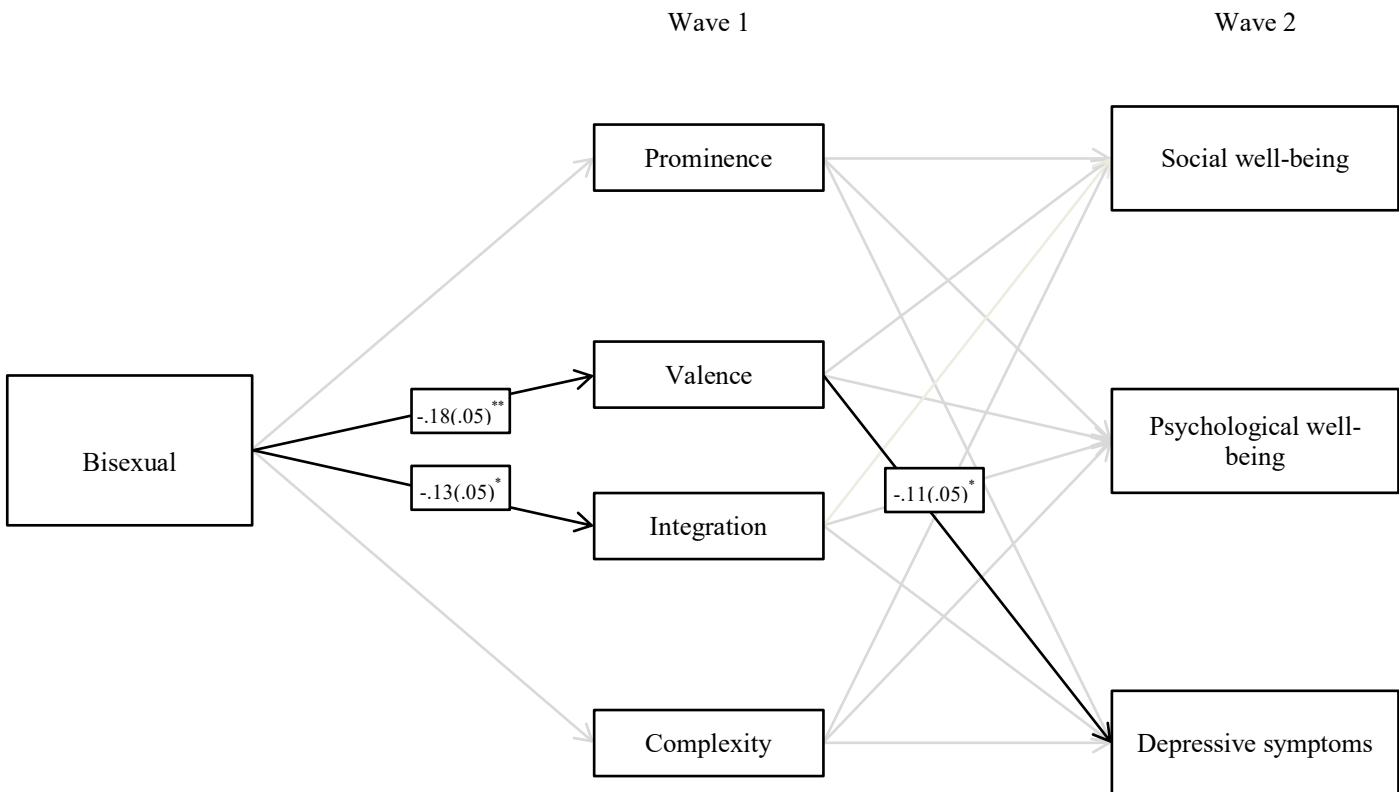 Wave 1
Wave 2
Prominence
Social well-being
Valence
-.18(.05)**
Psychological well-
being
Bisexual
-.13(.05)*
-.11(.05)*
Integration
Complexity
Depressive symptoms